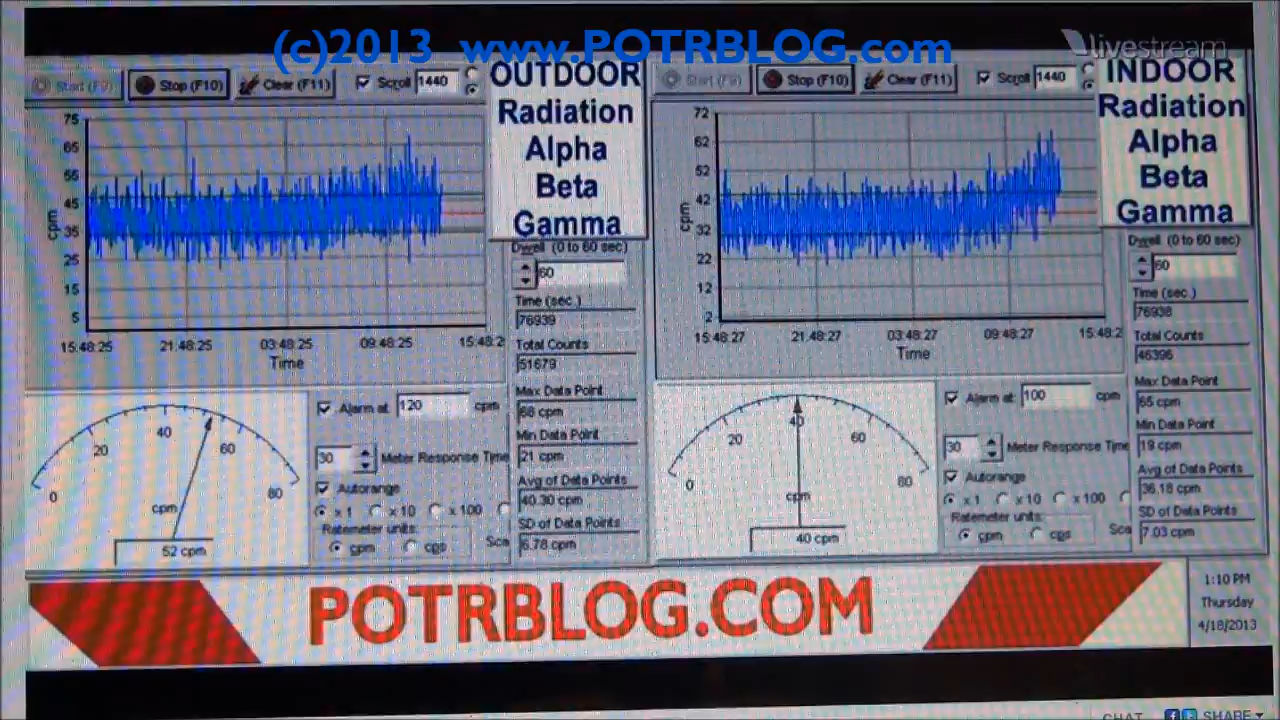 (c)2013 www.POTRBLOG.com
livestream
Start (F9)
Stop (F10)
Clear (F11)
Scroll
1440
OUTDOOR
Radiation
Alpha
Beta
Gamma
75
65
55
45
35
25
15
5
cpm
15:48:25
21:48:25
03:48:25
09:48:25
15:48:2
Time
Dwell (0 to 60 sec)
60
Time (sec.)
76939
Total Counts
51679
Max Data Point
68 cpm
Min Data Point
21 cpm
Avg of Data Points
40.30 cpm
SD of Data Points
6.78 cpm
0
20
40
60
80
cpm
52 cpm
Alarm at:
120
cpm
30
Meter Response Time
Autorange
x 1
x 10
x 100
Ratemeter units:
cpm
cps
Sca
Start (F9)
Stop (F10)
Clear (F11)
Scroll
1440
INDOOR
Radiation
Alpha
Beta
Gamma
72
62
52
42
32
22
12
2
cpm
15:48:27
21:48:27
03:48:27
09:48:27
15:48:2
Time
Dwell (0 to 60 sec)
60
Time (sec.)
76938
Total Counts
46396
Max Data Point
65 cpm
Min Data Point
19 cpm
Avg of Data Points
36.18 cpm
SD of Data Points
7.03 cpm
0
20
40
60
80
cpm
40 cpm
Alarm at:
100
cpm
30
Meter Response Time
Autorange
x 1
x 10
x 100
Ratemeter units:
cpm
cps
Sca
POTRBLOG.COM
1:10 PM
Thursday
4/18/2013
CHAT
SHARE